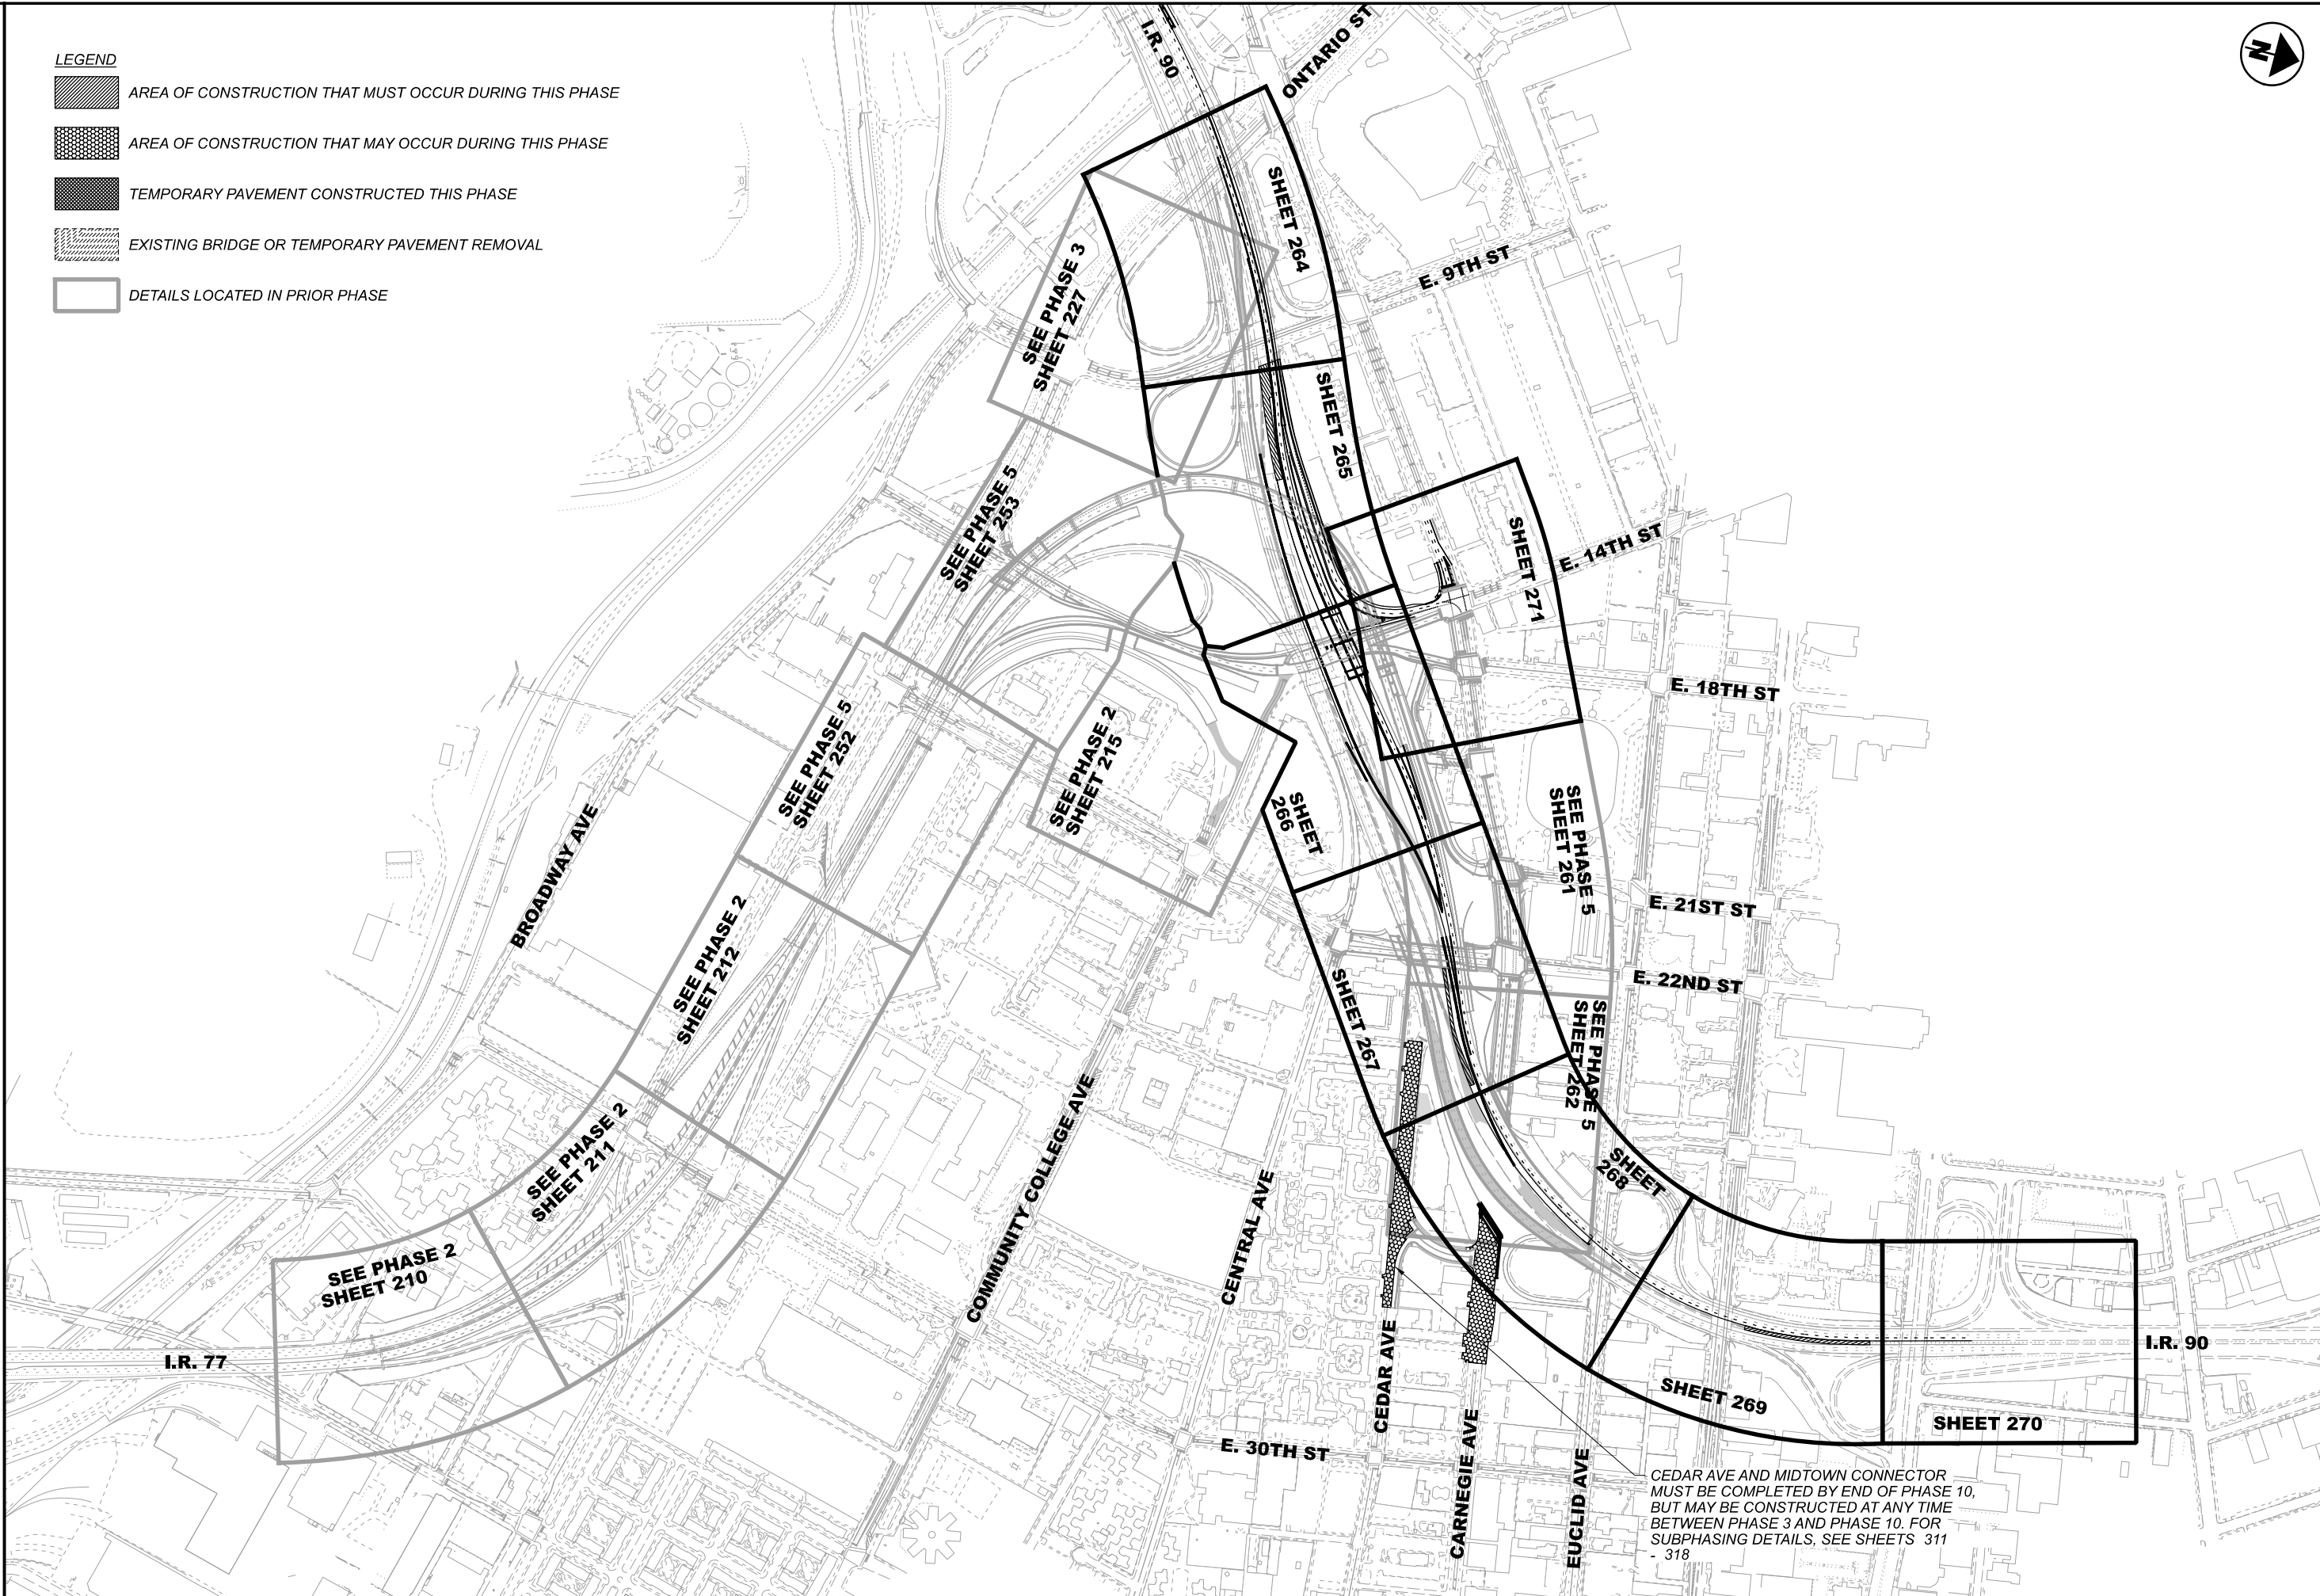 LEGEND
AREA OF CONSTRUCTION THAT MUST OCCUR DURING THIS PHASE
AREA OF CONSTRUCTION THAT MAY OCCUR DURING THIS PHASE
TEMPORARY PAVEMENT CONSTRUCTED THIS PHASE
EXISTING BRIDGE OR TEMPORARY PAVEMENT REMOVAL
DETAILS LOCATED IN PRIOR PHASE
N
I.R. 90
ONTARIO ST
SHEET 264
E. 9TH ST
SEE PHASE 3
SHEET 227
SHEET 265
SEE PHASE 5
SHEET 253
SHEET 271
E. 14TH ST
E. 18TH ST
SEE PHASE 5
SHEET 252
SEE PHASE 2
SHEET 215
SHEET
266
SEE PHASE 5
SHEET 261
BROADWAY AVE
E. 21ST ST
SEE PHASE 2
SHEET 212
E. 22ND ST
SHEET 267
SEE PHASE 5
SHEET 262
SEE PHASE 2
SHEET 211
SHEET
268
COMMUNITY COLLEGE AVE
CENTRAL AVE
SEE PHASE 2
SHEET 210
I.R. 77
I.R. 90
CEDAR AVE
SHEET 269
SHEET 270
E. 30TH ST
CARNEGIE AVE
EUCLID AVE
CEDAR AVE AND MIDTOWN CONNECTOR
MUST BE COMPLETED BY END OF PHASE 10,
BUT MAY BE CONSTRUCTED AT ANY TIME
BETWEEN PHASE 3 AND PHASE 10. FOR
SUBPHASING DETAILS, SEE SHEETS 311
- 318